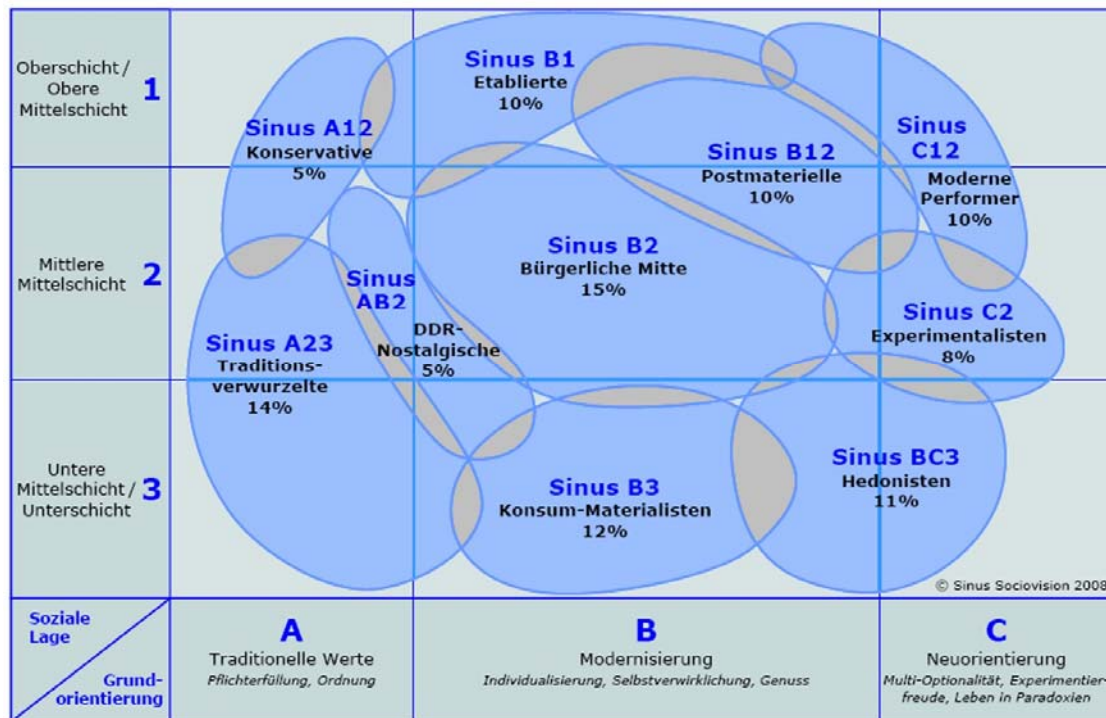 Oberschicht /
Obere
Mittelschicht
1
Sinus B1
Etablierte
10%
Sinus A12
Konservative
5%
Sinus B12
Postmaterielle
10%
Sinus
C12
Moderne
Performer
10%
Mittlere
Mittelschicht
2
Sinus
AB2
DDR-
Nostalgische
5%
Sinus B2
Bürgerliche Mitte
15%
Sinus C2
Experimentalisten
8%
Sinus A23
Traditions-
verwurzelte
14%
Untere
Mittelschicht /
Unterschicht
3
Sinus B3
Konsum-Materialisten
12%
Sinus BC3
Hedonisten
11%
© Sinus Sociovision 2008
Soziale
Lage
Grund-
orientierung
A
Traditionelle Werte
Pflichterfüllung, Ordnung
B
Modernisierung
Individualisierung, Selbstverwirklichung, Genuss
C
Neuorientierung
Multi-Optionalität, Experimentier-
freude, Leben in Paradoxien